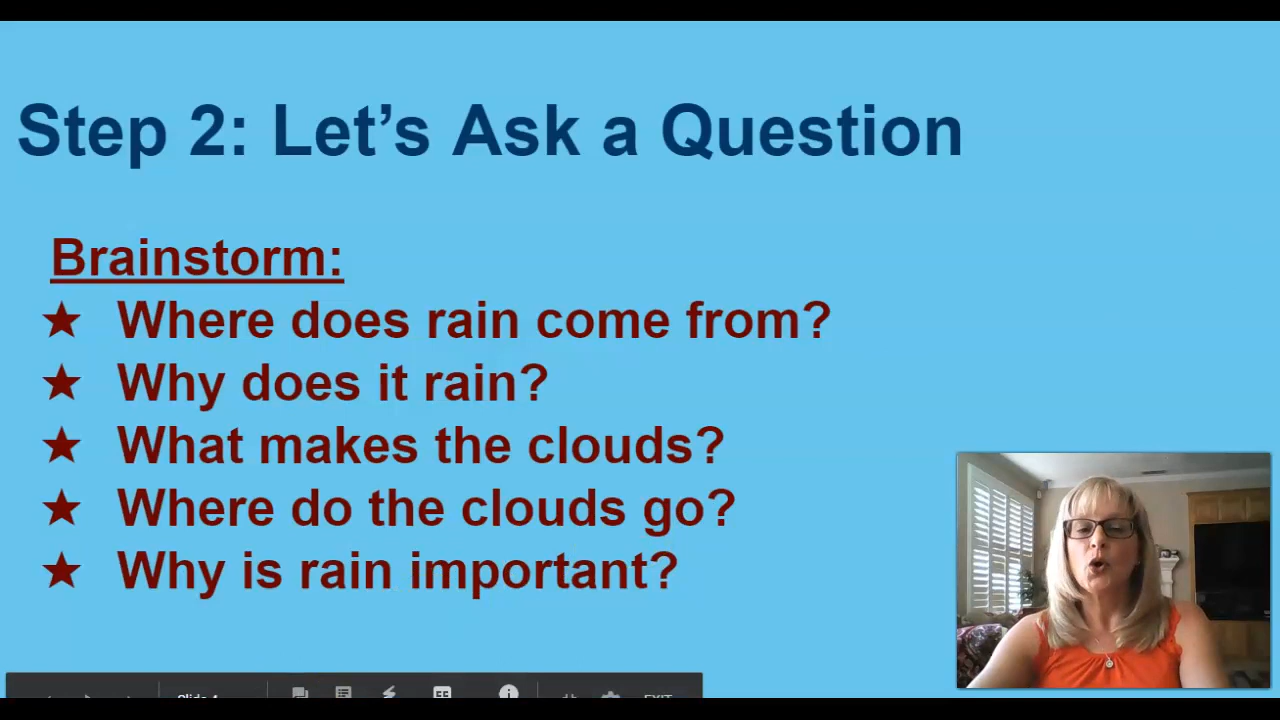 Step 2: Let's Ask a Question
Brainstorm:
★ Where does rain come from?
★ Why does it rain?
★ What makes the clouds?
★ Where do the clouds go?
★ Why is rain important?